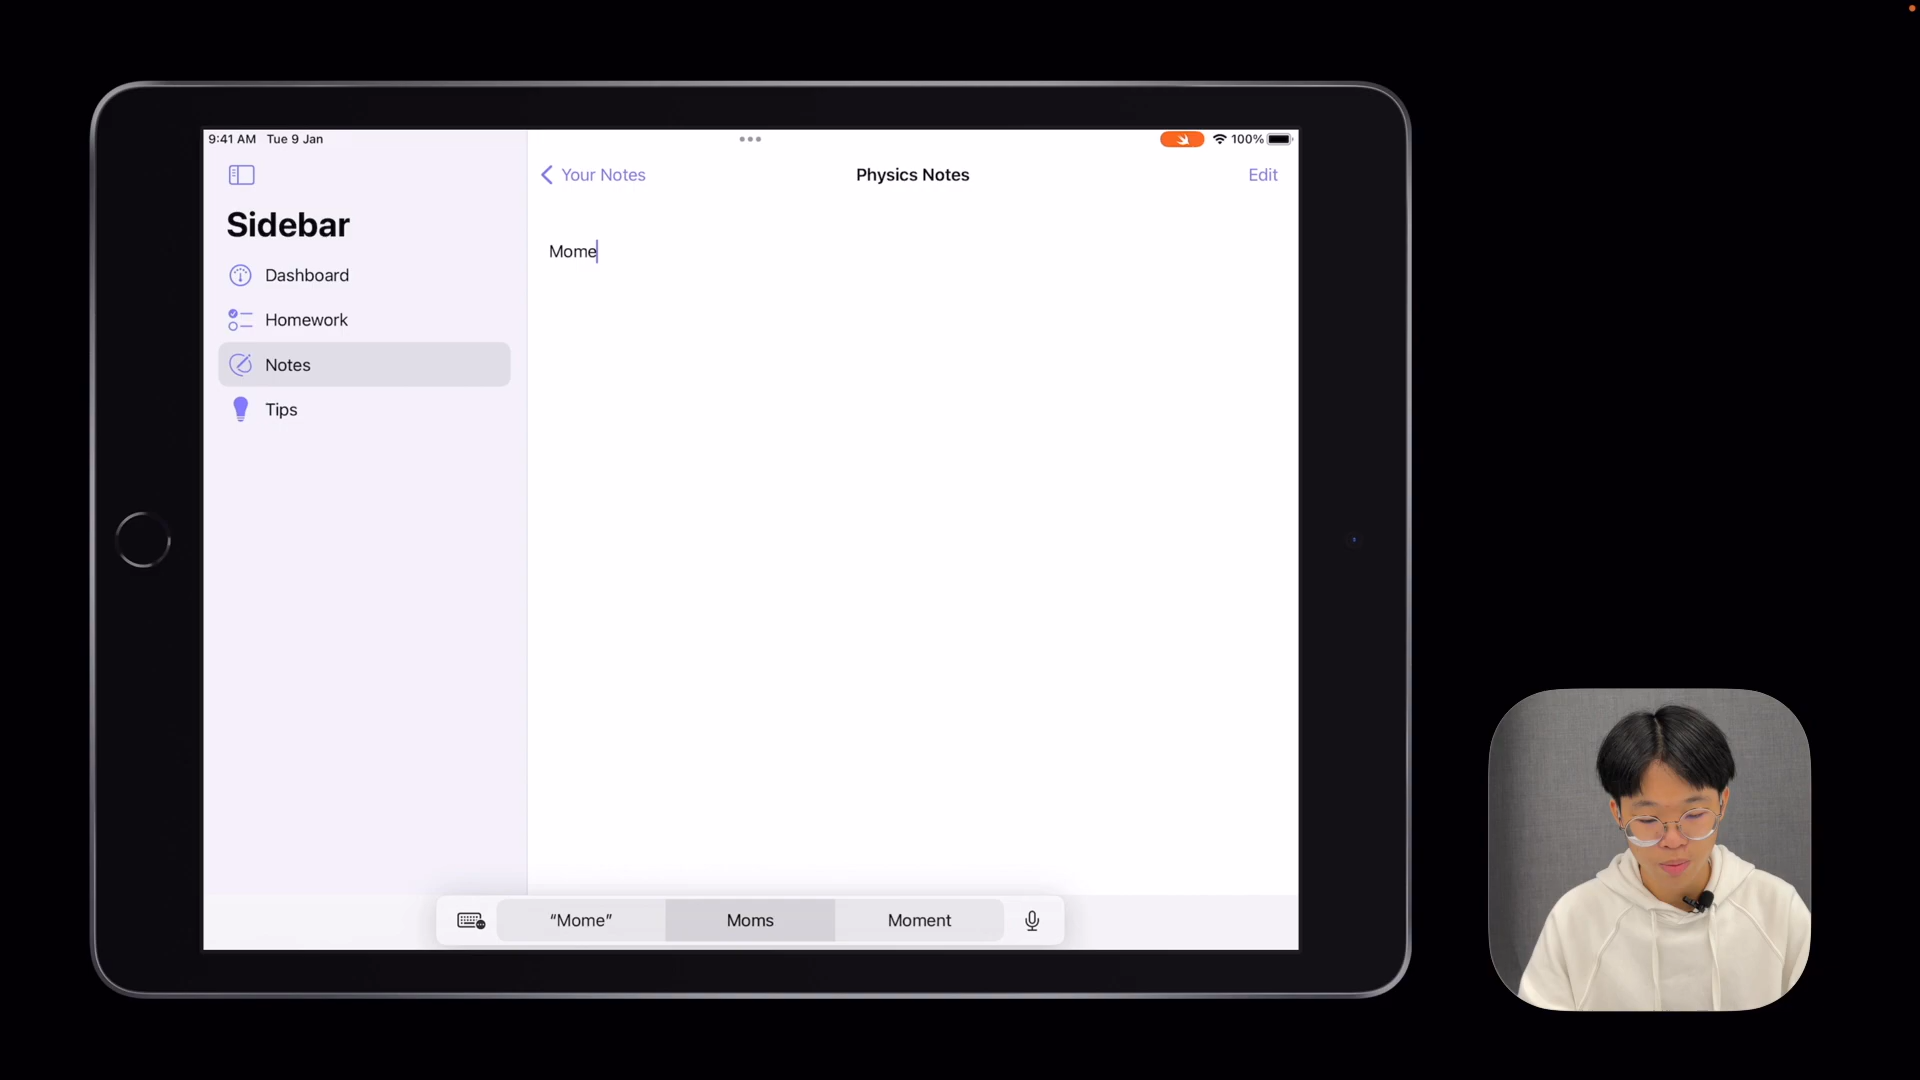 9:41 AM Tue 9 Jan
100%
Sidebar
Dashboard
Homework
Notes
Tips
Your Notes
Physics Notes
Edit
Mome
“Mome”
Moms
Moment